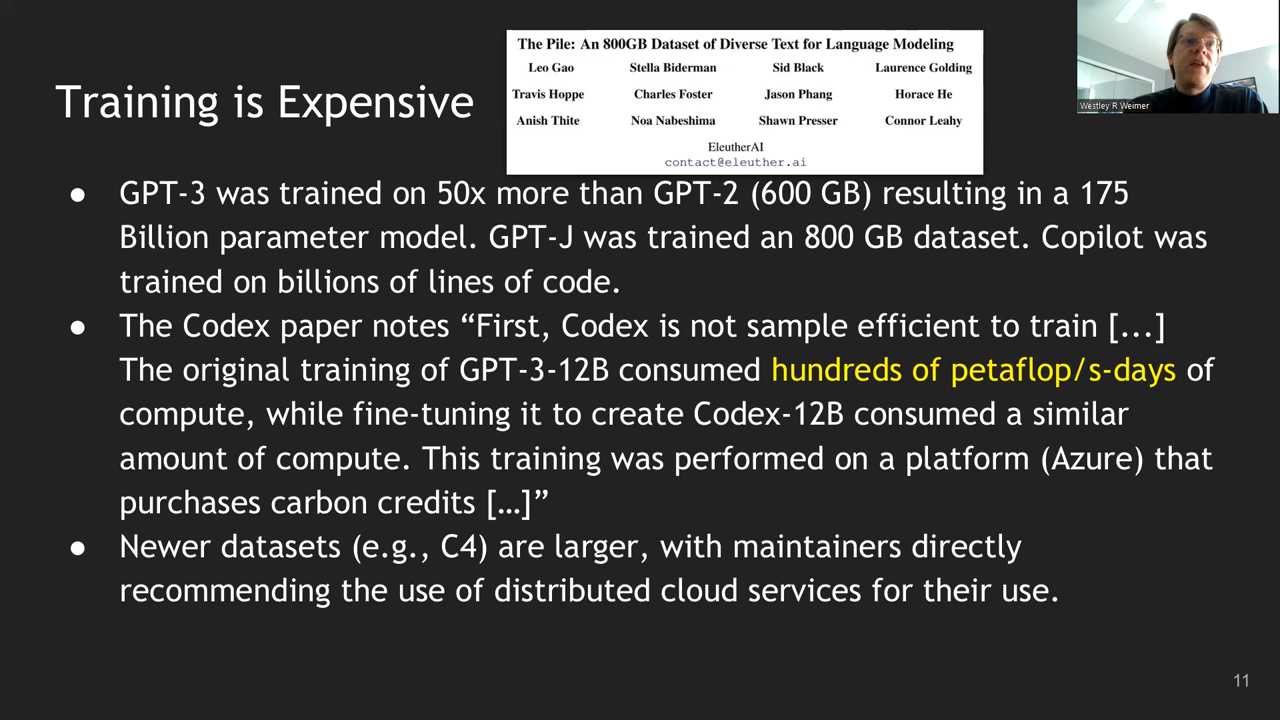 The Pile: An 800GB Dataset of Diverse Text for Language Modeling
Leo Gao Stella Biderman Sid Black Laurence Golding
Travis Hoppe Charles Foster Jason Phang Horace He
Anish Thite Noa Nabeshima Shawn Presser Connor Leahy
EleutherAI
contact@eleuther.ai
Westley R Weimer
Training is Expensive
● GPT-3 was trained on 50x more than GPT-2 (600 GB) resulting in a 175
Billion parameter model. GPT-J was trained an 800 GB dataset. Copilot was
trained on billions of lines of code.
● The Codex paper notes “First, Codex is not sample efficient to train [...]
The original training of GPT-3-12B consumed hundreds of petaflop/s-days of
compute, while fine-tuning it to create Codex-12B consumed a similar
amount of compute. This training was performed on a platform (Azure) that
purchases carbon credits […]”
● Newer datasets (e.g., C4) are larger, with maintainers directly
recommending the use of distributed cloud services for their use.
11